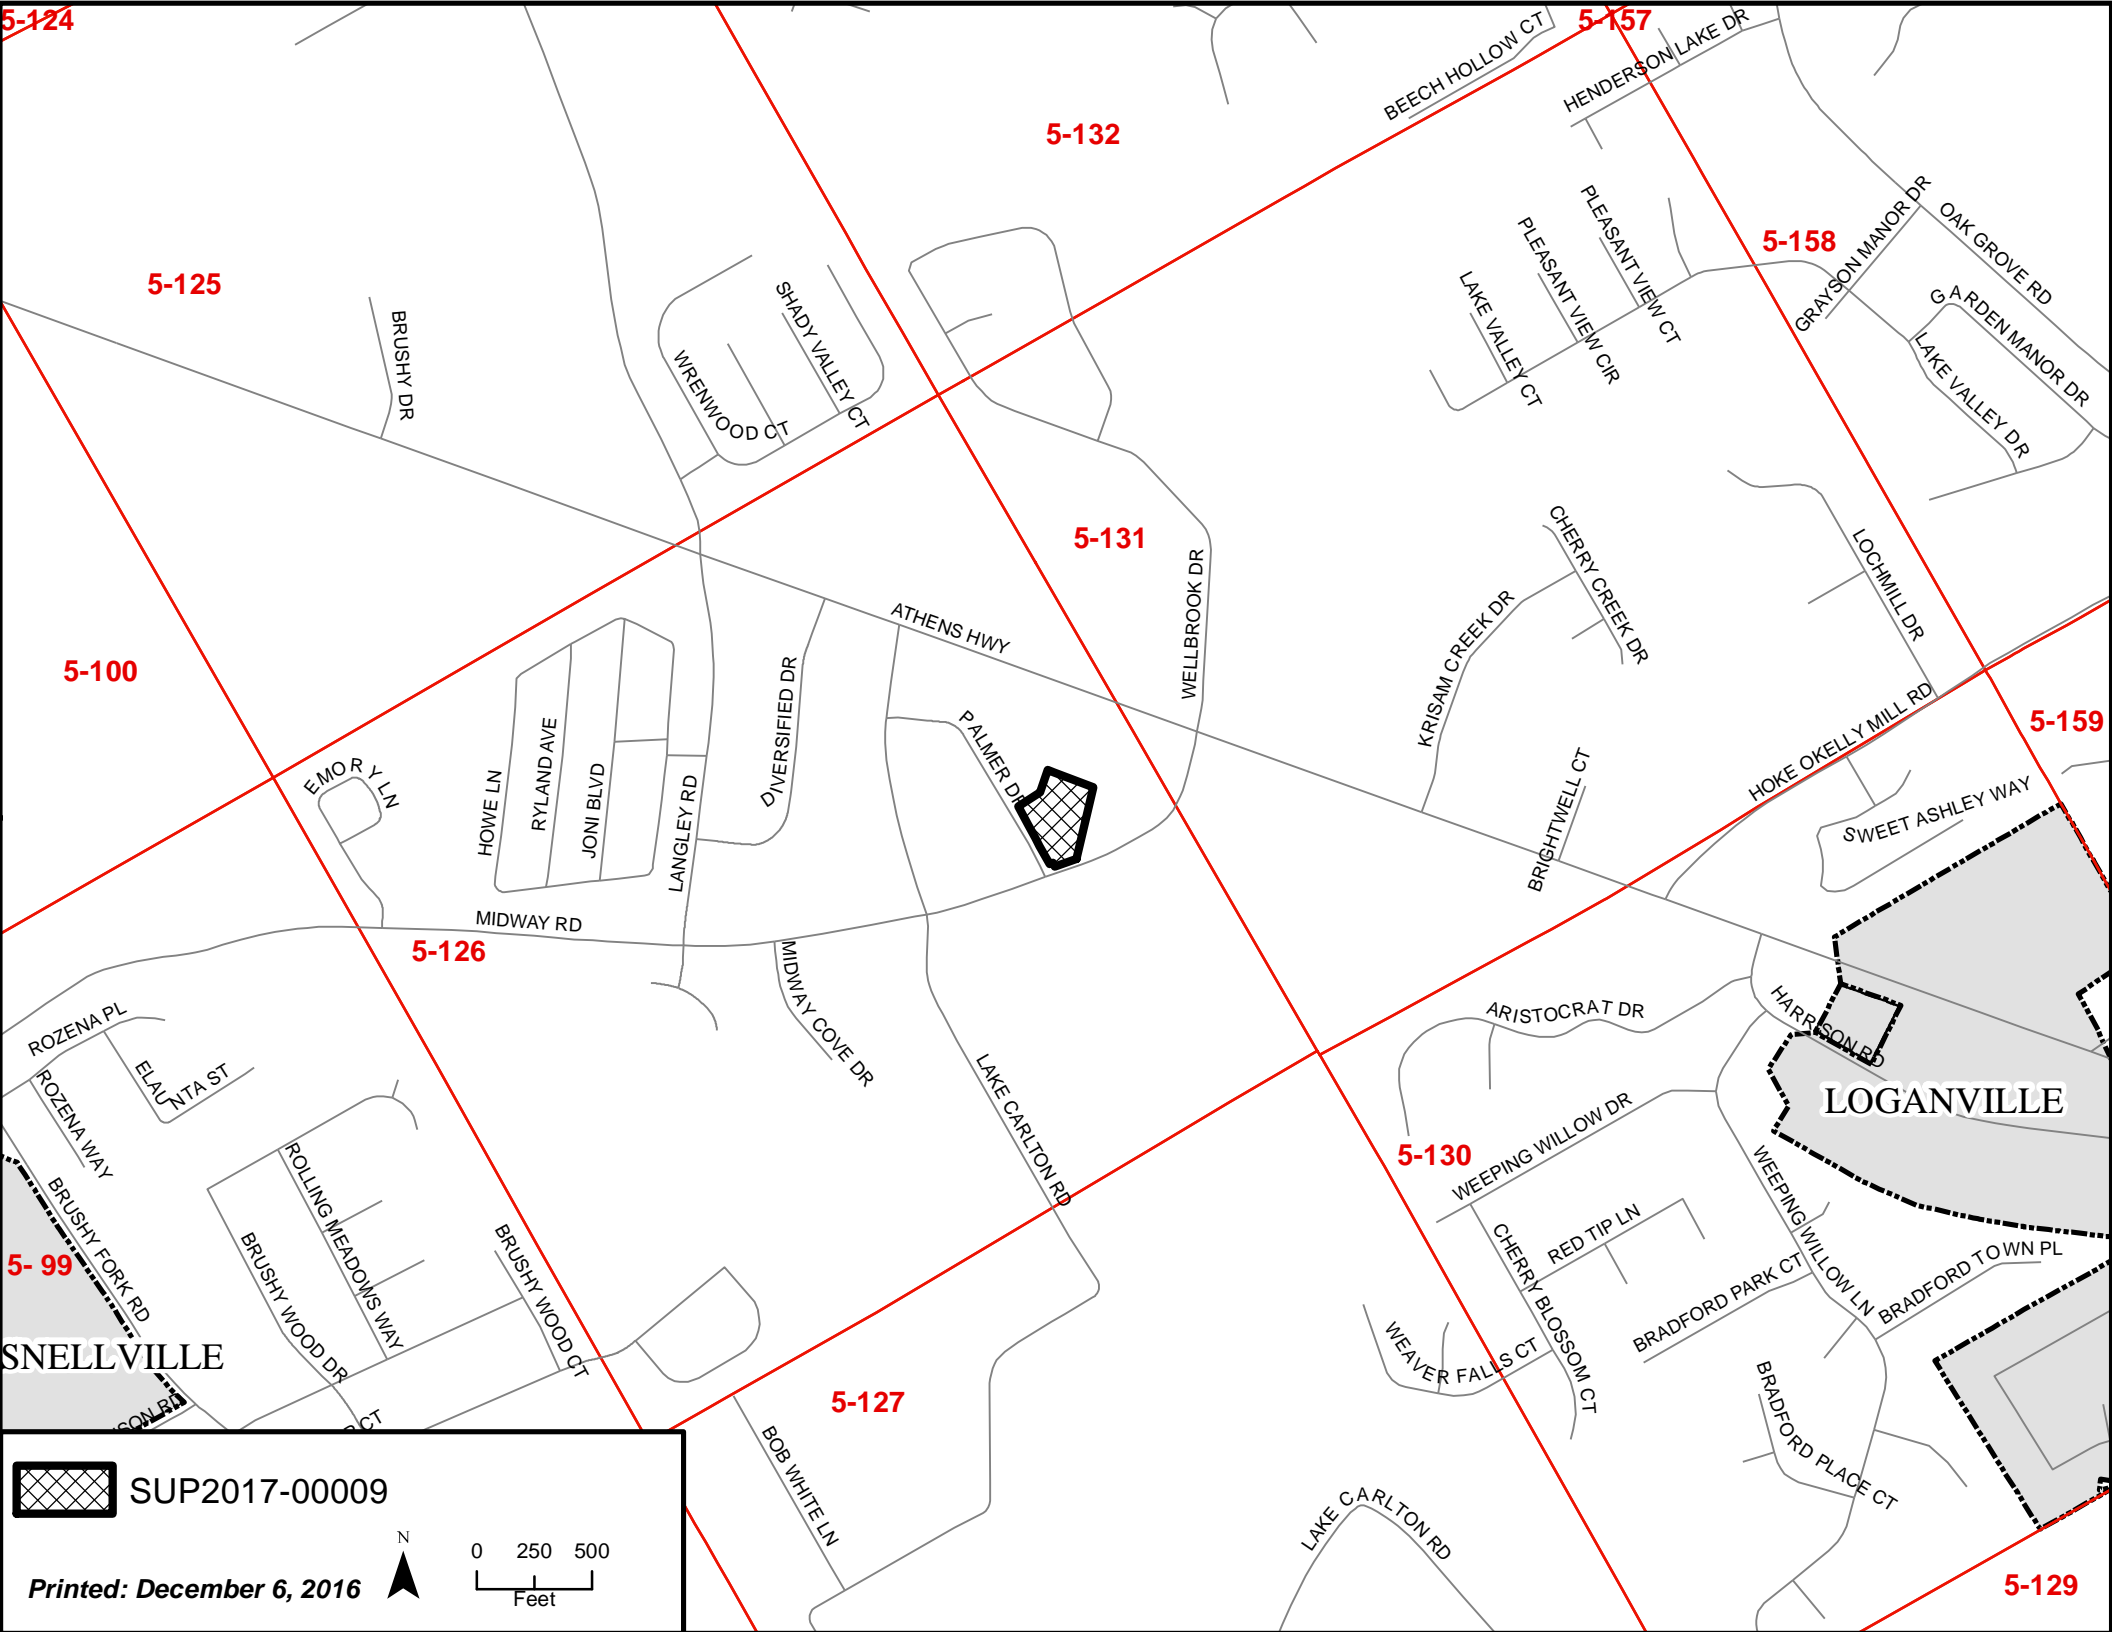 5-124
5-157
BEECH HOLLOW CT
HENDERSON LAKE DR
5-132
PLEASANT VIEW CT
PLEASANT VIEW CIR
LAKE VALLEY CT
5-158
GRAYSON MANOR DR
OAK GROVE RD
GARDEN MANOR DR
LAKE VALLEY DR
5-125
BRUSHY DR
SHADY VALLEY CT
WRENWOOD CT
5-131
CHERRY CREEK DR
LOCHMILL DR
WELLBROOK DR
KRISAM CREEK DR
ATHENS HWY
5-100
DIVERSIFIED DR
PALMER DR
HOKE OKELLY MILL RD
5-159
EMORY LN
HOWE LN
RYLAND AVE
JONI BLVD
LANGLEY RD
BRIGHTWELL CT
SWEET ASHLEY WAY
MIDWAY RD
5-126
MIDWAY COVE DR
ARISTOCRAT DR
HARRISON RD
ROZENA PL
ELAUNTA ST
ROZENA WAY
LAKE CARLTON RD
LOGANVILLE
WEEPING WILLOW DR
5-130
WEEPING WILLOW LN
ROLLING MEADOWS WAY
BRUSHY FORK RD
BRUSHY WOOD DR
BRUSHY WOOD CT
RED TIP LN
CHERRY BLOSSOM CT
BRADFORD PARK CT
BRADFORD TOWN PL
5- 99
SNELLVILLE
WEAVER FALLS CT
BRADFORD PLACE CT
5-127
SON RD
CT
BOB WHITE LN
LAKE CARLTON RD
5-129
SUP2017-00009
N
0 250 500
Feet
Printed: December 6, 2016